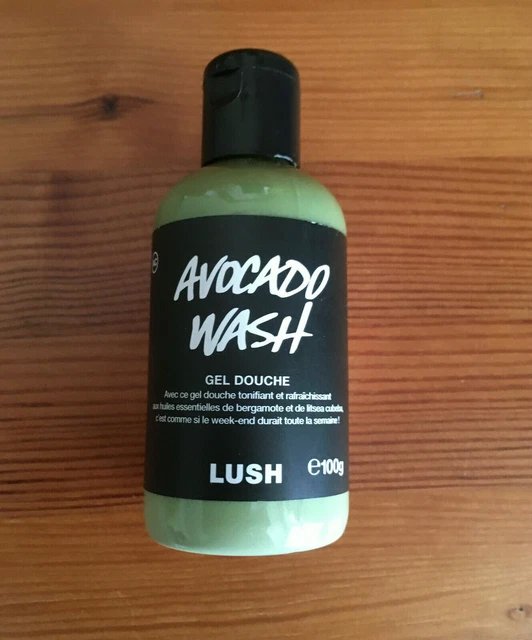 AVOCADO
WASH
GEL DOUCHE
Avec ce gel douche tonifiant et rafraîchissant
aux huiles essentielles de bergamote et de litsea cubeba,
c'est comme si le week-end durait toute la semaine !
LUSH ℮100g